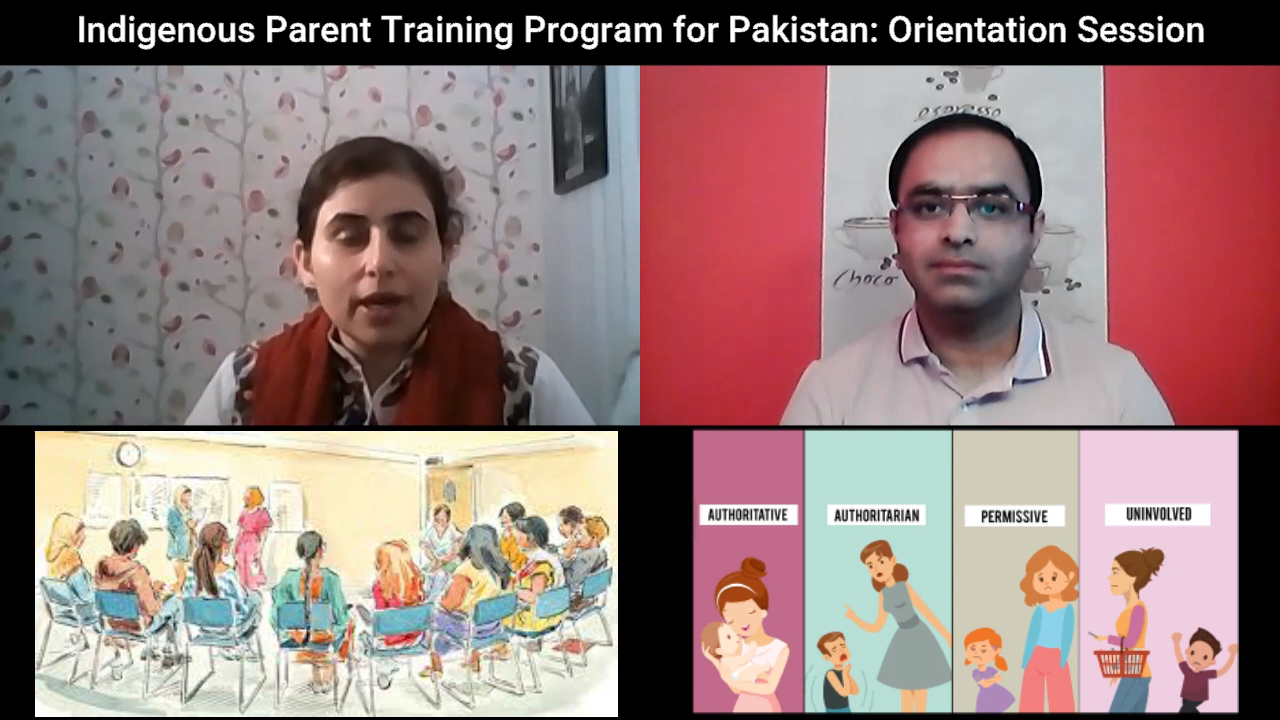 Indigenous Parent Training Program for Pakistan: Orientation Session
espresso
Choco
AUTHORITATIVE
AUTHORITARIAN
PERMISSIVE
UNINVOLVED